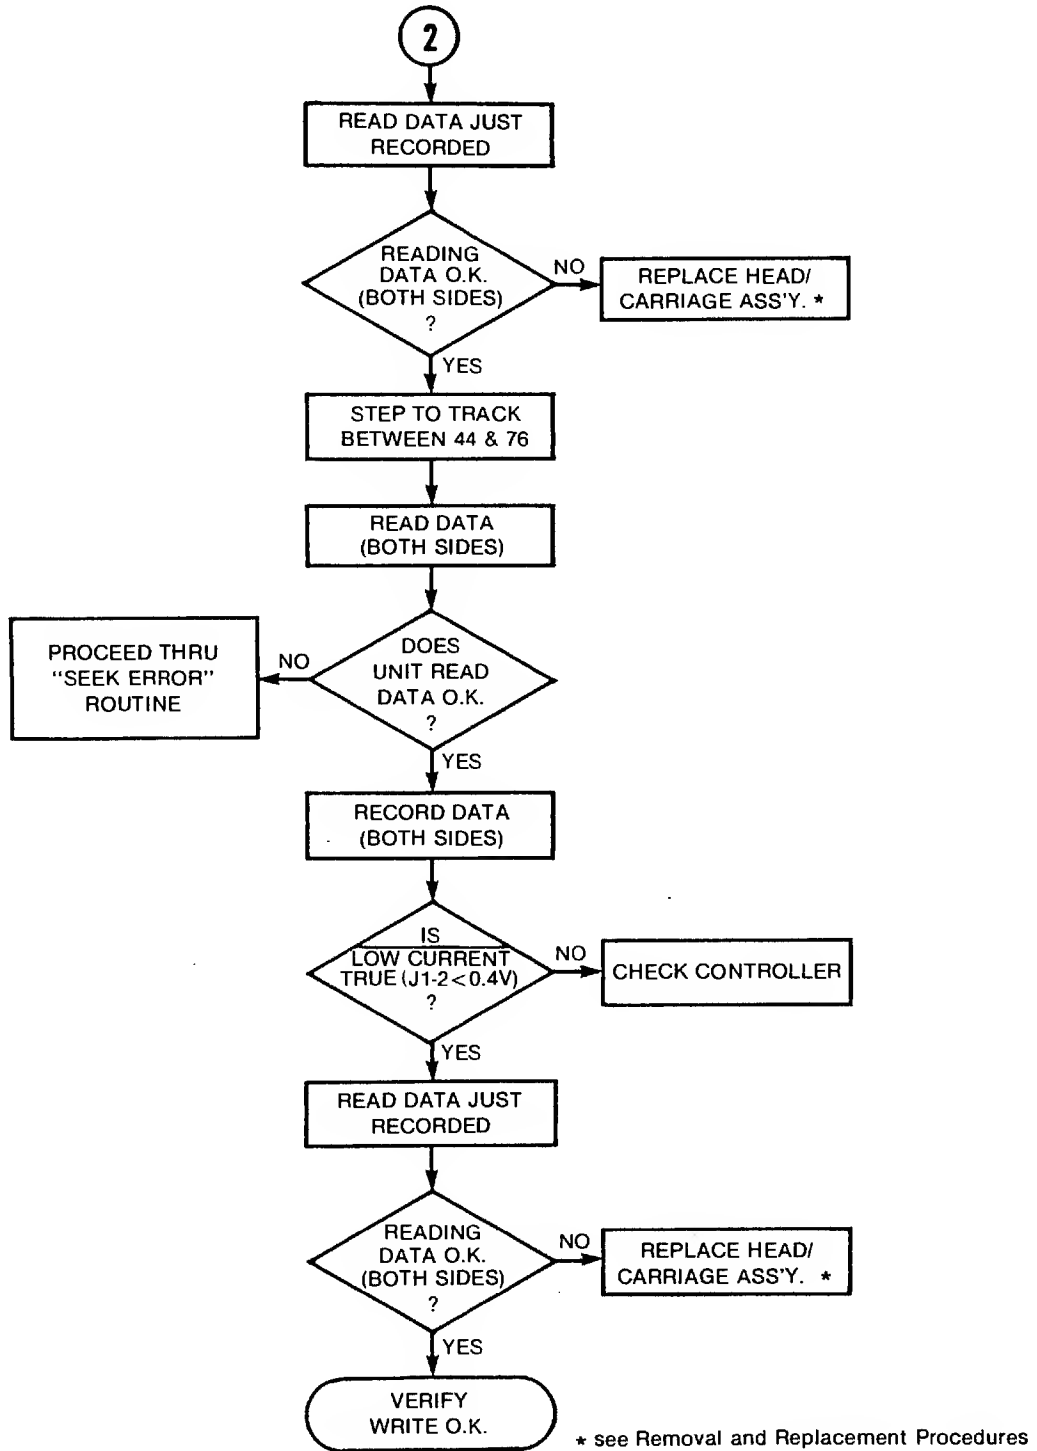 2
READ DATA JUST
RECORDED
READING
DATA O.K.
(BOTH SIDES)
?
NO
REPLACE HEAD/
CARRIAGE ASS'Y. *
YES
STEP TO TRACK
BETWEEN 44 & 76
READ DATA
(BOTH SIDES)
DOES
UNIT READ
DATA O.K.
?
NO
PROCEED THRU
"SEEK ERROR"
ROUTINE
YES
RECORD DATA
(BOTH SIDES)
IS
LOW CURRENT
TRUE (J1-2<0.4V)
?
NO
CHECK CONTROLLER
YES
READ DATA JUST
RECORDED
READING
DATA O.K.
(BOTH SIDES)
?
NO
REPLACE HEAD/
CARRIAGE ASS'Y. *
YES
VERIFY
WRITE O.K.
* see Removal and Replacement Procedures